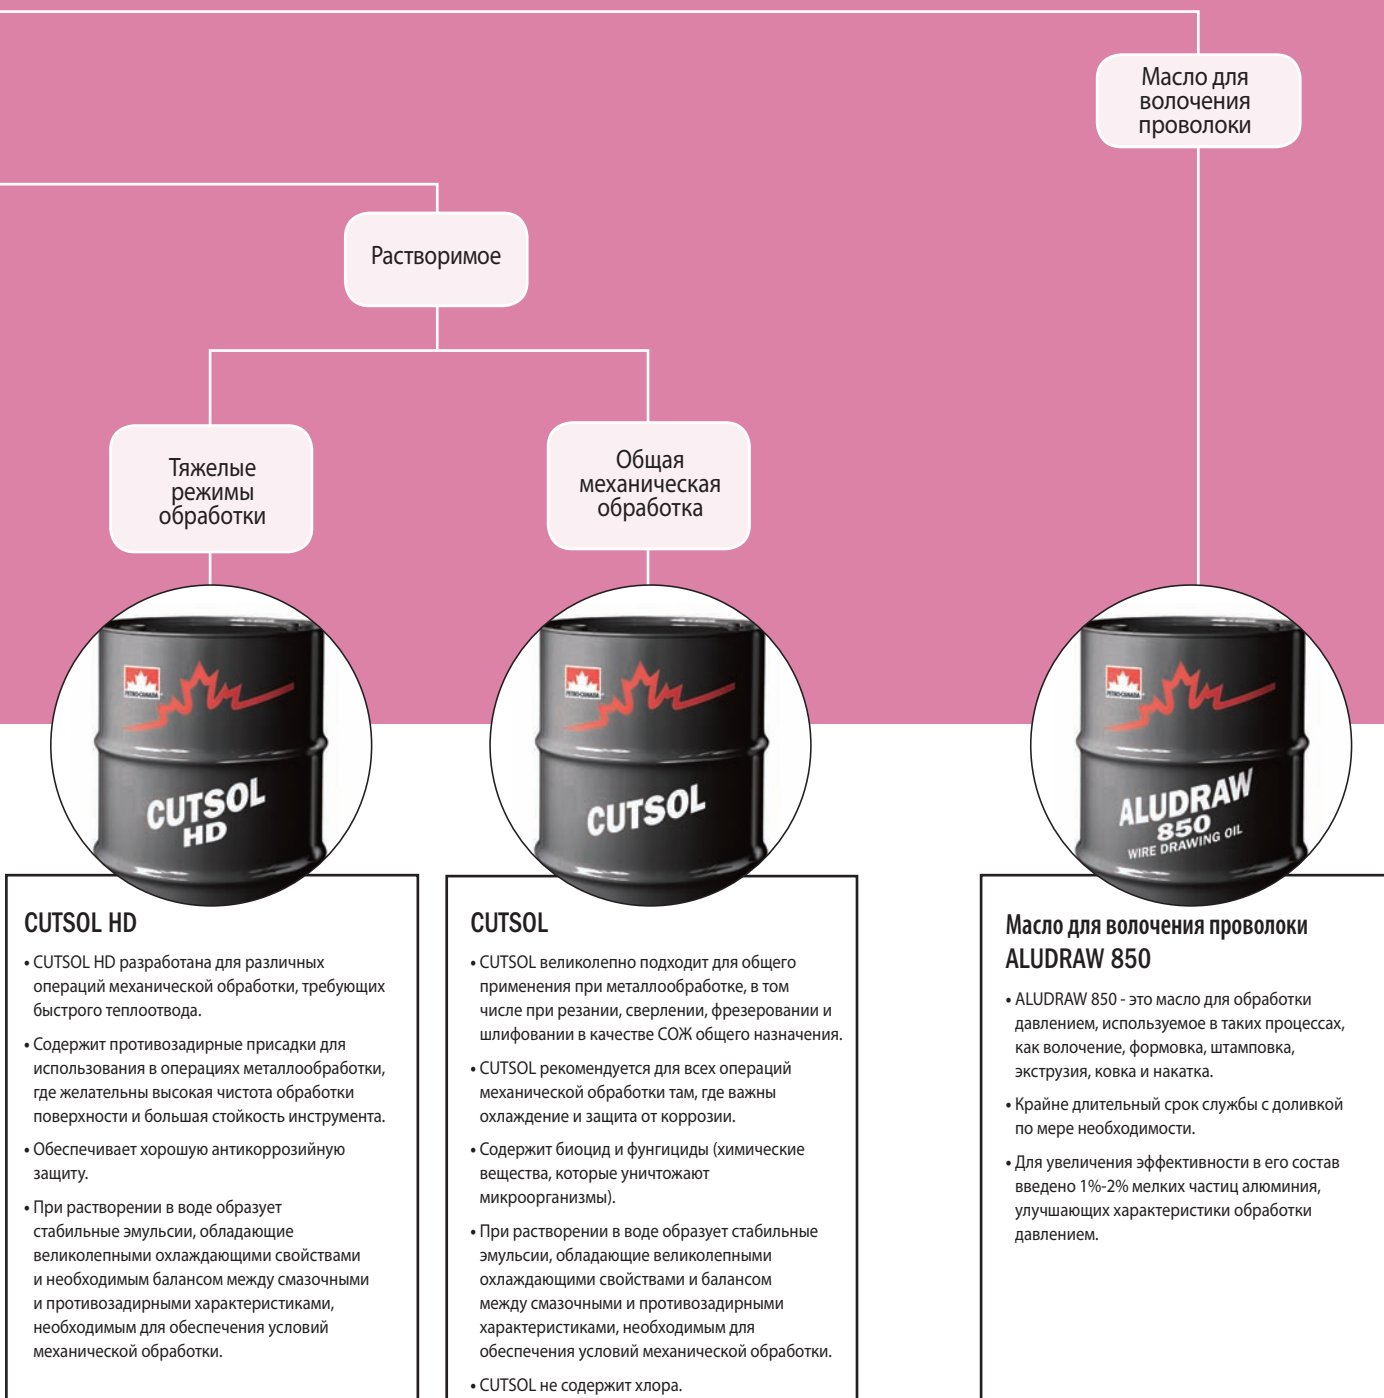 Масло для
волочения
проволоки
Растворимое
Тяжелые
режимы
обработки
Общая
механическая
обработка
PETRO-CANADA
CUTSOL
HD
PETRO-CANADA
CUTSOL
PETRO-CANADA
ALUDRAW
850
WIRE DRAWING OIL
CUTSOL HD
• CUTSOL HD разработана для различных
операций механической обработки, требующих
быстрого теплоотвода.
• Содержит противозадирные присадки для
использования в операциях металлообработки,
где желательны высокая чистота обработки
поверхности и большая стойкость инструмента.
• Обеспечивает хорошую антикоррозийную
защиту.
• При растворении в воде образует
стабильные эмульсии, обладающие
великолепными охлаждающими свойствами
и необходимым балансом между смазочными
и противозадирными характеристиками,
необходимым для обеспечения условий
механической обработки.
CUTSOL
• CUTSOL великолепно подходит для общего
применения при металлообработке, в том
числе при резании, сверлении, фрезеровании и
шлифовании в качестве СОЖ общего назначения.
• CUTSOL рекомендуется для всех операций
механической обработки там, где важны
охлаждение и защита от коррозии.
• Содержит биоцид и фунгициды (химические
вещества, которые уничтожают
микроорганизмы).
• При растворении в воде образует стабильные
эмульсии, обладающие великолепными
охлаждающими свойствами и балансом
между смазочными и противозадирными
характеристиками, необходимым для
обеспечения условий механической обработки.
• CUTSOL не содержит хлора.
Масло для волочения проволоки
ALUDRAW 850
• ALUDRAW 850 - это масло для обработки
давлением, используемое в таких процессах,
как волочение, формовка, штамповка,
экструзия, ковка и накатка.
• Крайне длительный срок службы с доливкой
по мере необходимости.
• Для увеличения эффективности в его состав
введено 1%-2% мелких частиц алюминия,
улучшающих характеристики обработки
давлением.